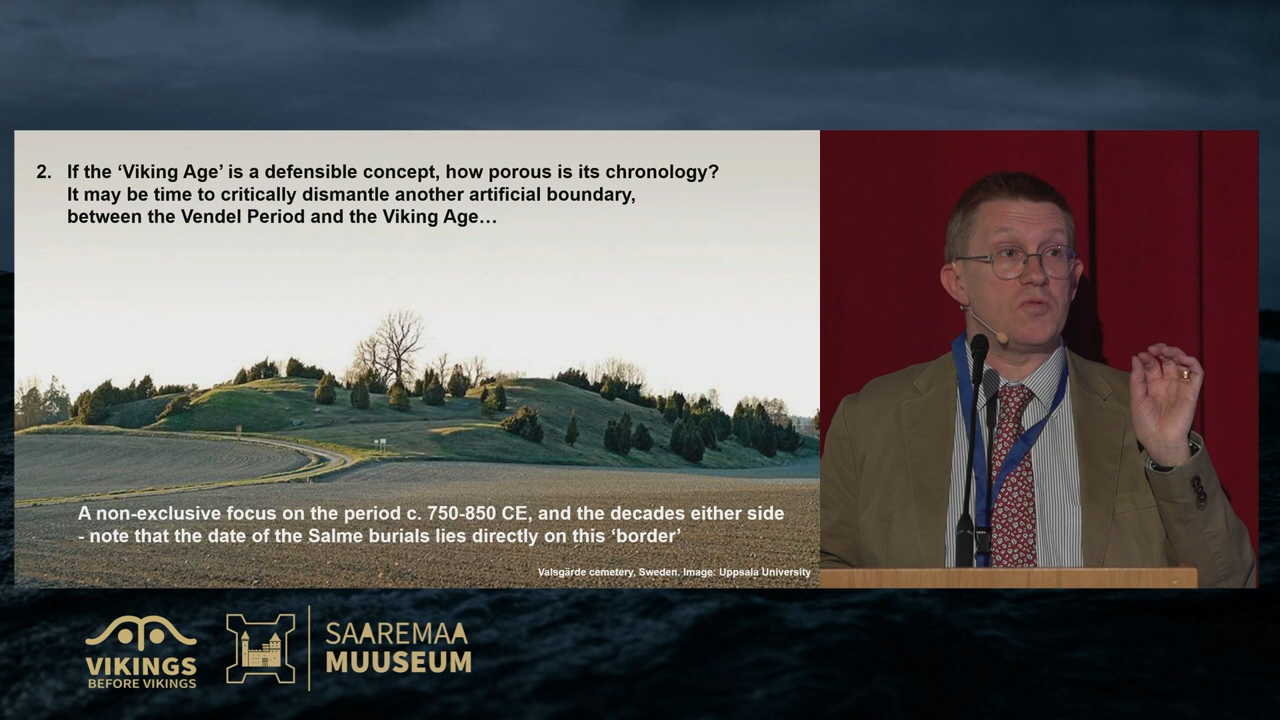 2. If the ‘Viking Age’ is a defensible concept, how porous is its chronology?
It may be time to critically dismantle another artificial boundary,
between the Vendel Period and the Viking Age…
A non-exclusive focus on the period c. 750-850 CE, and the decades either side
- note that the date of the Salme burials lies directly on this ‘border’
Valsgärde cemetery, Sweden. Image: Uppsala University
VIKINGS
BEFORE VIKINGS
SAAREMAA
MUUSEUM